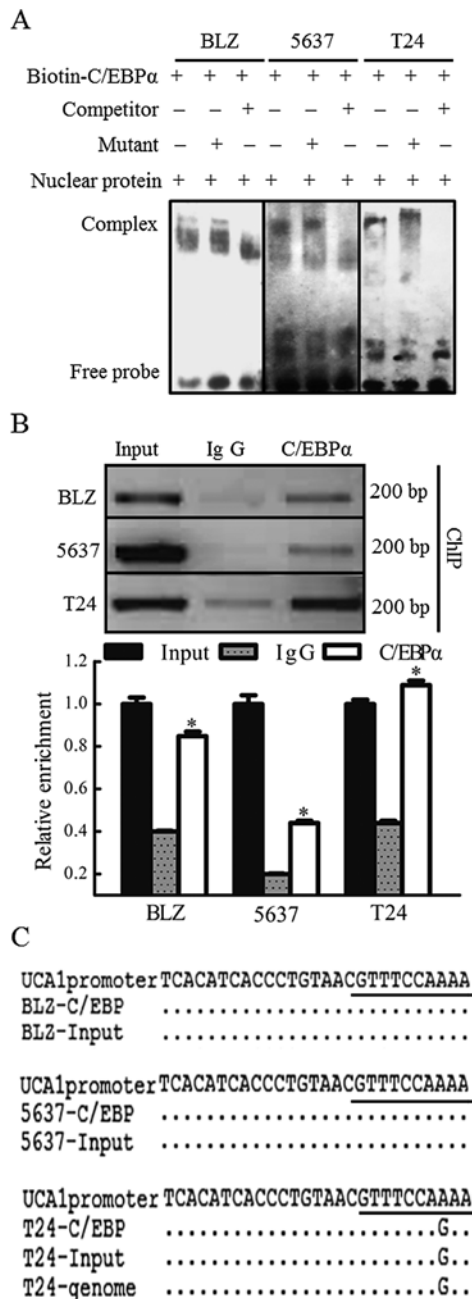 A
BLZ 5637 T24
Biotin-C/EBPα + + + + + + + + +
Competitor – – + – – + – – +
Mutant – + – – + – – + –
Nuclear protein + + + + + + + + +
Complex
Free probe
B
Input Ig G C/EBPα
BLZ 200 bp
5637 200 bp
T24 200 bp
ChIP
Input IgG C/EBPα
Relative enrichment
1.2
1.0
0.8
0.6
0.4
0.2
* * *
BLZ 5637 T24
C
UCA1promoter TCACATCACCCTGTAACGTTTCCAAAA
BLZ-C/EBP ...........................
BLZ-Input ...........................
UCA1promoter TCACATCACCCTGTAACGTTTCCAAAA
5637-C/EBP ...........................
5637-Input ...........................
UCA1promoter TCACATCACCCTGTAACGTTTCCAAAA
T24-C/EBP ........................G..
T24-Input ........................G..
T24-genome ........................G..